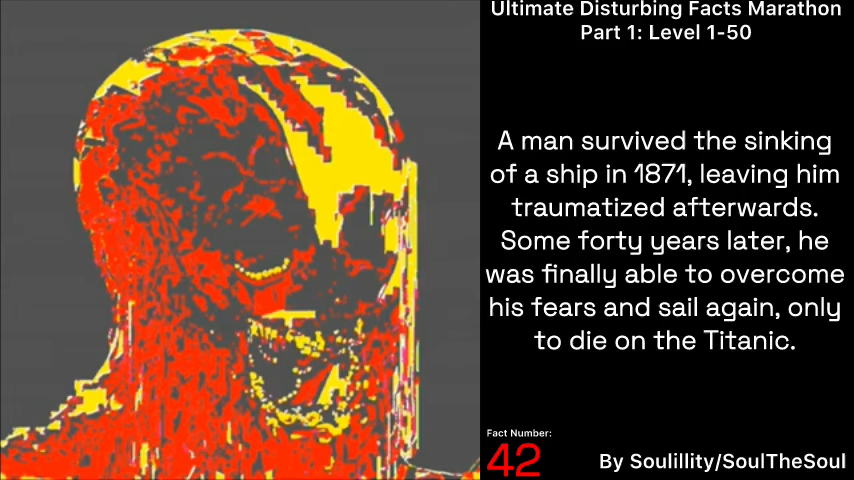 Ultimate Disturbing Facts Marathon
Part 1: Level 1-50
A man survived the sinking
of a ship in 1871, leaving him
traumatized afterwards.
Some forty years later, he
was finally able to overcome
his fears and sail again, only
to die on the Titanic.
Fact Number:
42
By Soulillity/SoulTheSoul